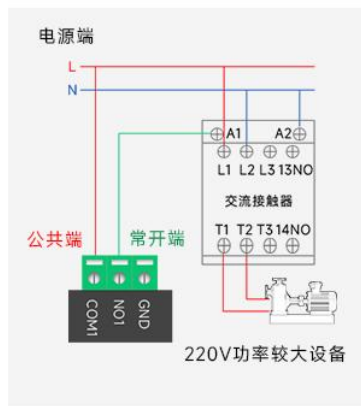 电源端
L
N
A1 A2
L1 L2 L3 13NO
交流接触器
公共端 常开端
T1 T2 T3 14NO
COM1 NO1 GND
220V功率较大设备